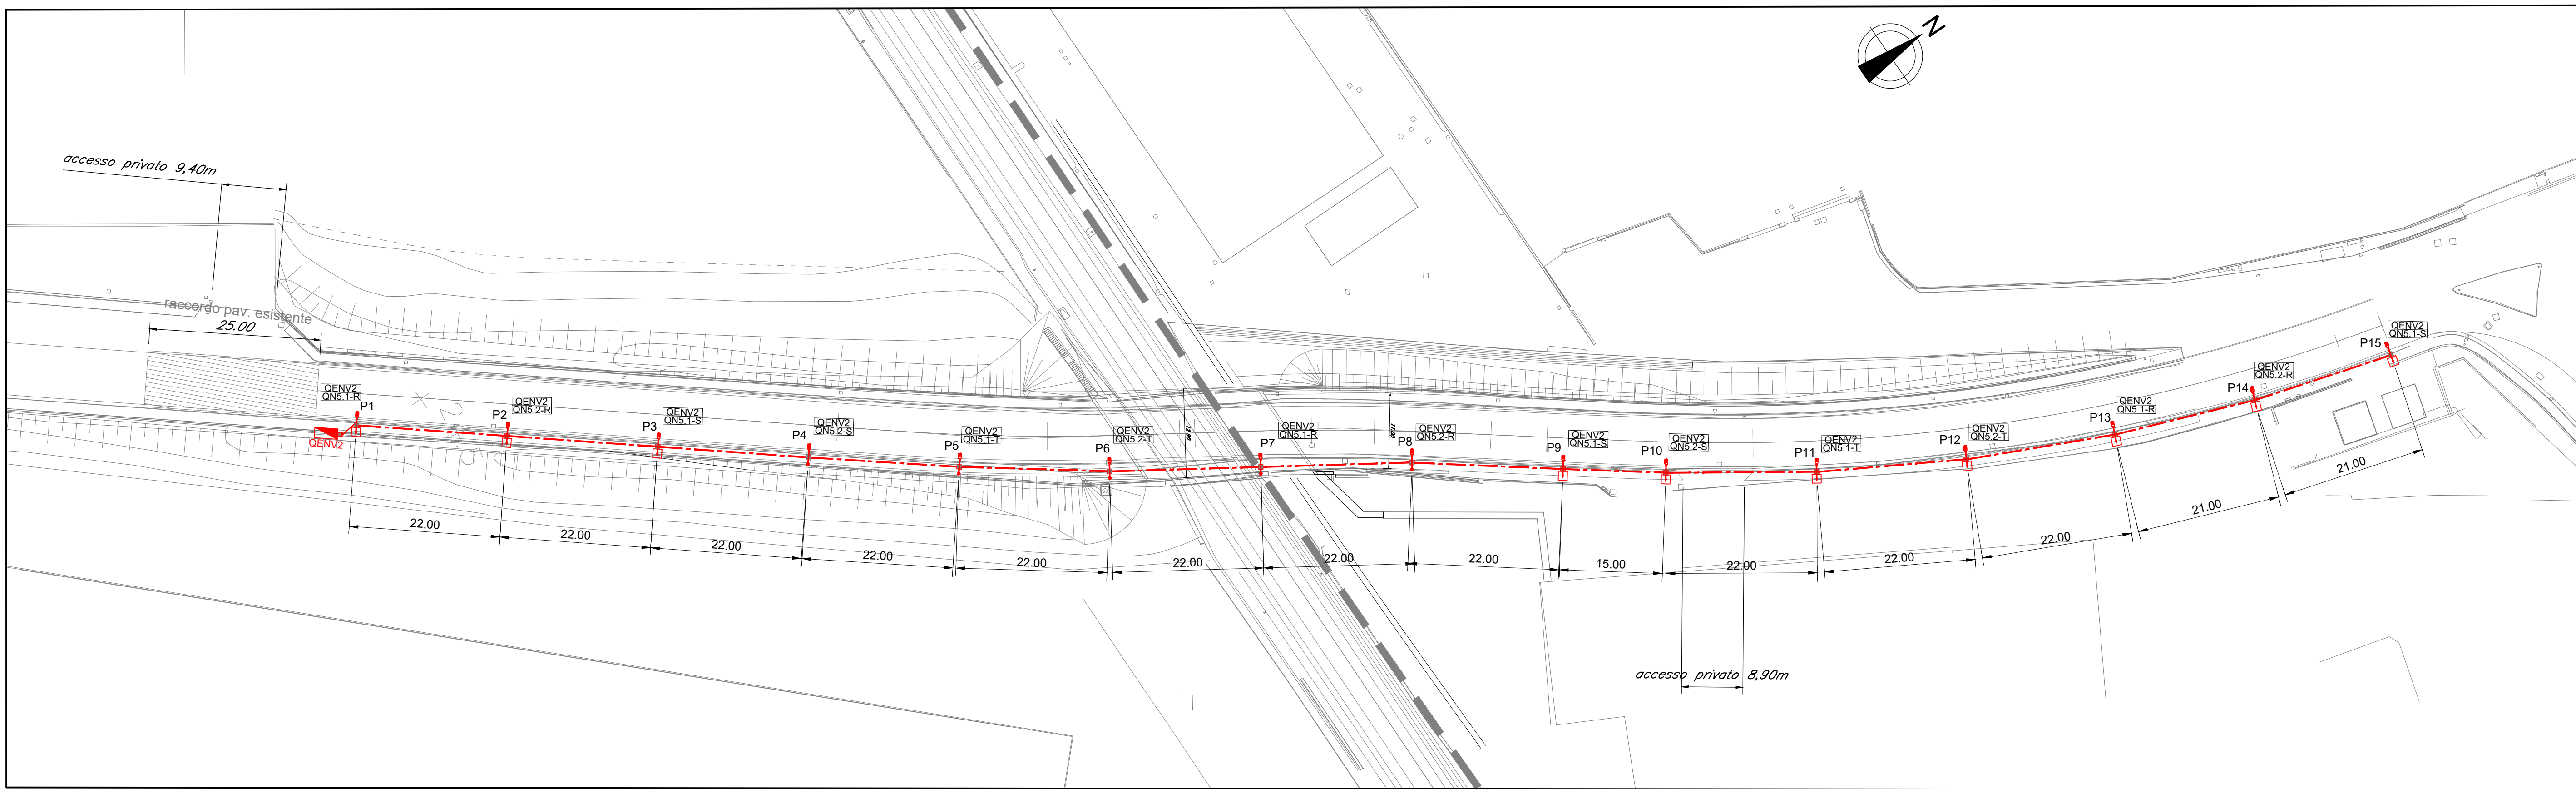 N
accesso privato 9,40m
raccordo pav. esistente
25.00
QENV2
QN5.1-R
P1
QENV2
QENV2
QN5.2-R
P2
QENV2
QN5.1-S
P3
QENV2
QN5.2-S
P4
QENV2
QN5.1-T
P5
QENV2
QN5.2-T
P6
QENV2
QN5.1-R
P7
QENV2
QN5.2-R
P8
QENV2
QN5.1-S
P9
QENV2
QN5.2-S
P10
QENV2
QN5.1-T
P11
QENV2
QN5.2-T
P12
QENV2
QN5.1-R
P13
QENV2
QN5.2-R
P14
QENV2
QN5.1-S
P15
22.00
22.00
22.00
22.00
22.00
22.00
22.00
22.00
15.00
22.00
22.00
22.00
21.00
21.00
accesso privato 8,90m